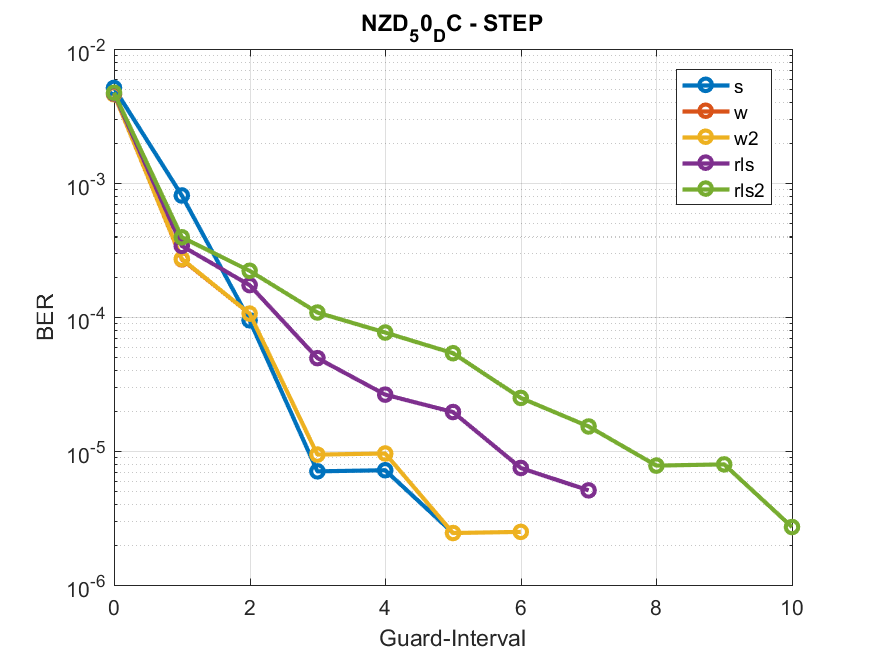 NZD₅0_DC - STEP
10⁻²
10⁻³
10⁻⁴
10⁻⁵
10⁻⁶
BER
0 2 4 6 8 10
Guard-Interval
s
w
w2
rls
rls2